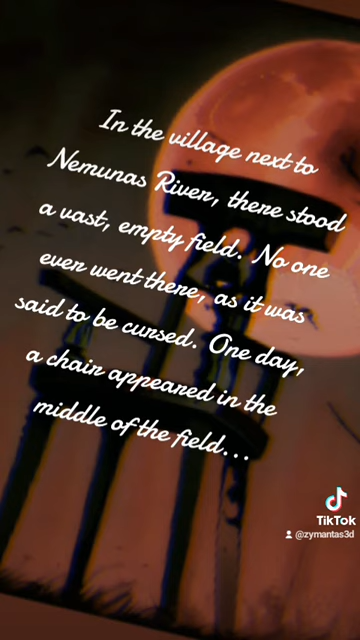 In the village next to
Nemunas River, there stood
a vast, empty field. No one
ever went there, as it was
said to be cursed. One day,
a chair appeared in the
middle of the field...
TikTok
@zymantas3d